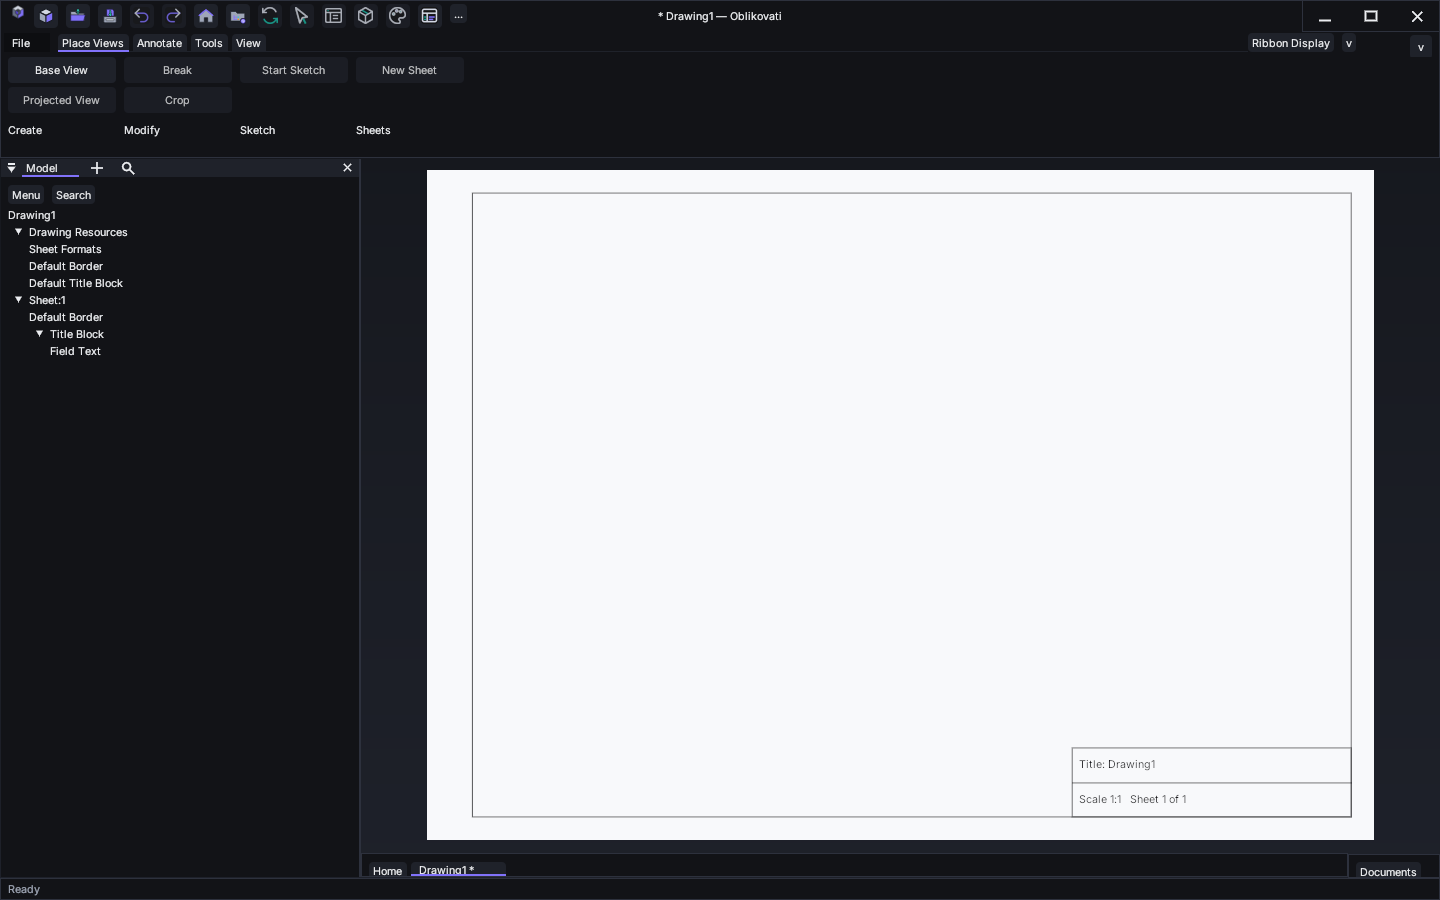 * Drawing1 — Oblikovati
...
File
Place Views
Annotate
Tools
View
Ribbon Display
v
v
Base View
Break
Start Sketch
New Sheet
Projected View
Crop
Create
Modify
Sketch
Sheets
Model
Menu
Search
Drawing1
Drawing Resources
Sheet Formats
Default Border
Default Title Block
Sheet:1
Default Border
Title Block
Field Text
Title: Drawing1
Scale 1:1 Sheet 1 of 1
Home
Drawing1 *
Documents
Ready